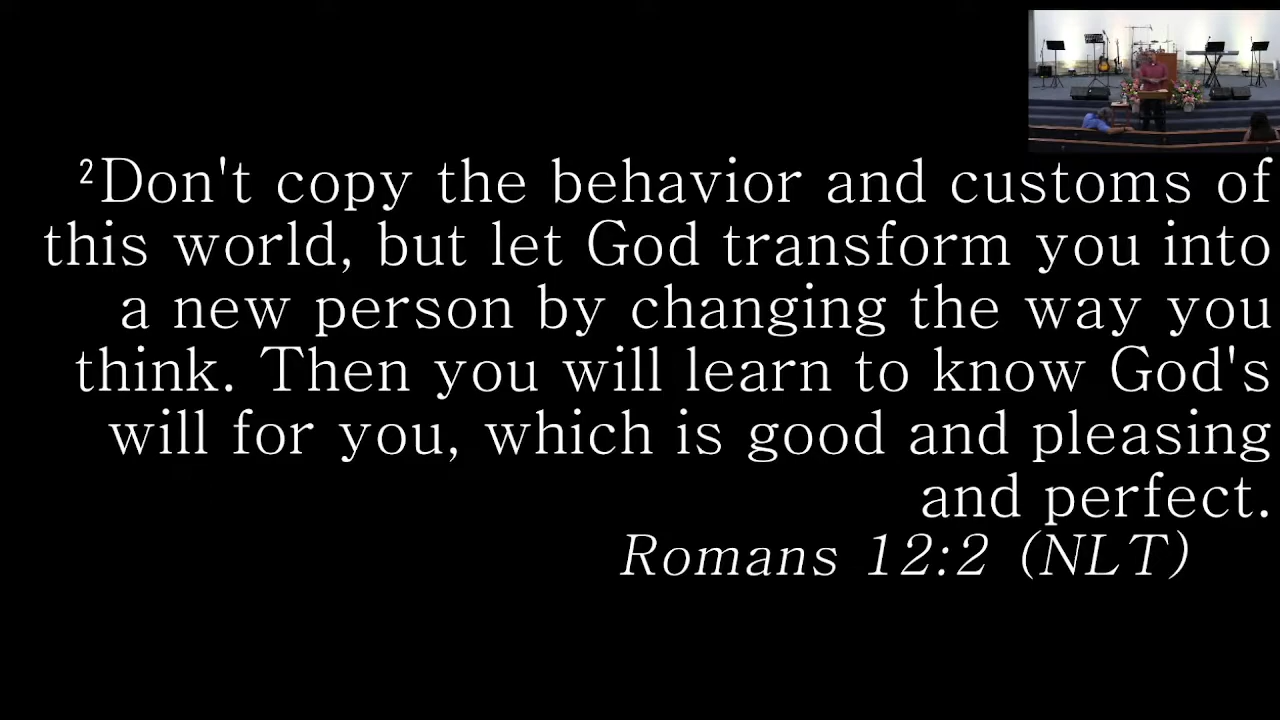 ²Don't copy the behavior and customs of
this world, but let God transform you into
a new person by changing the way you
think. Then you will learn to know God's
will for you, which is good and pleasing
and perfect.
Romans 12:2 (NLT)